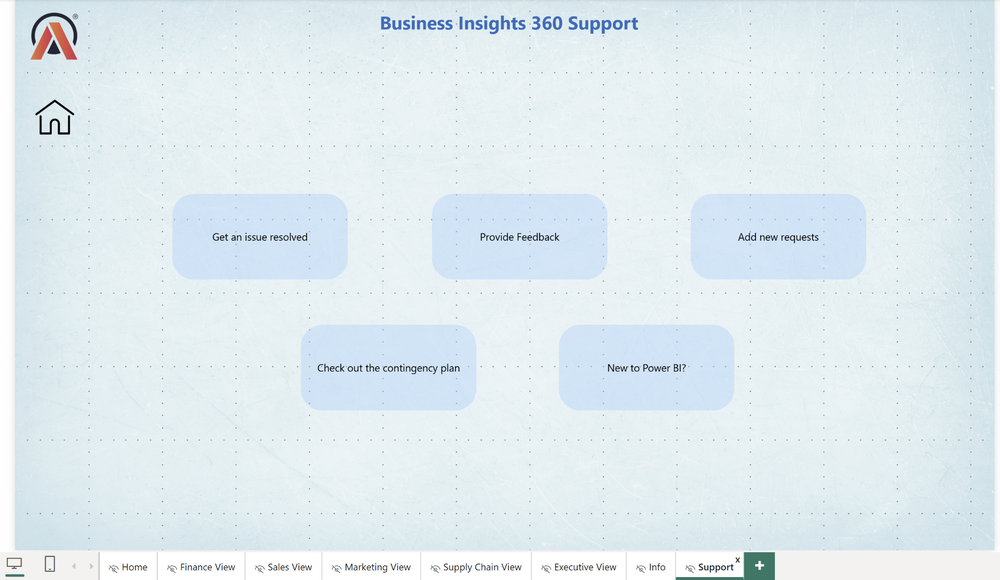 Business Insights 360 Support
®
Get an issue resolved
Provide Feedback
Add new requests
Check out the contingency plan
New to Power BI?
Home
Finance View
Sales View
Marketing View
Supply Chain View
Executive View
Info
Support
x
+